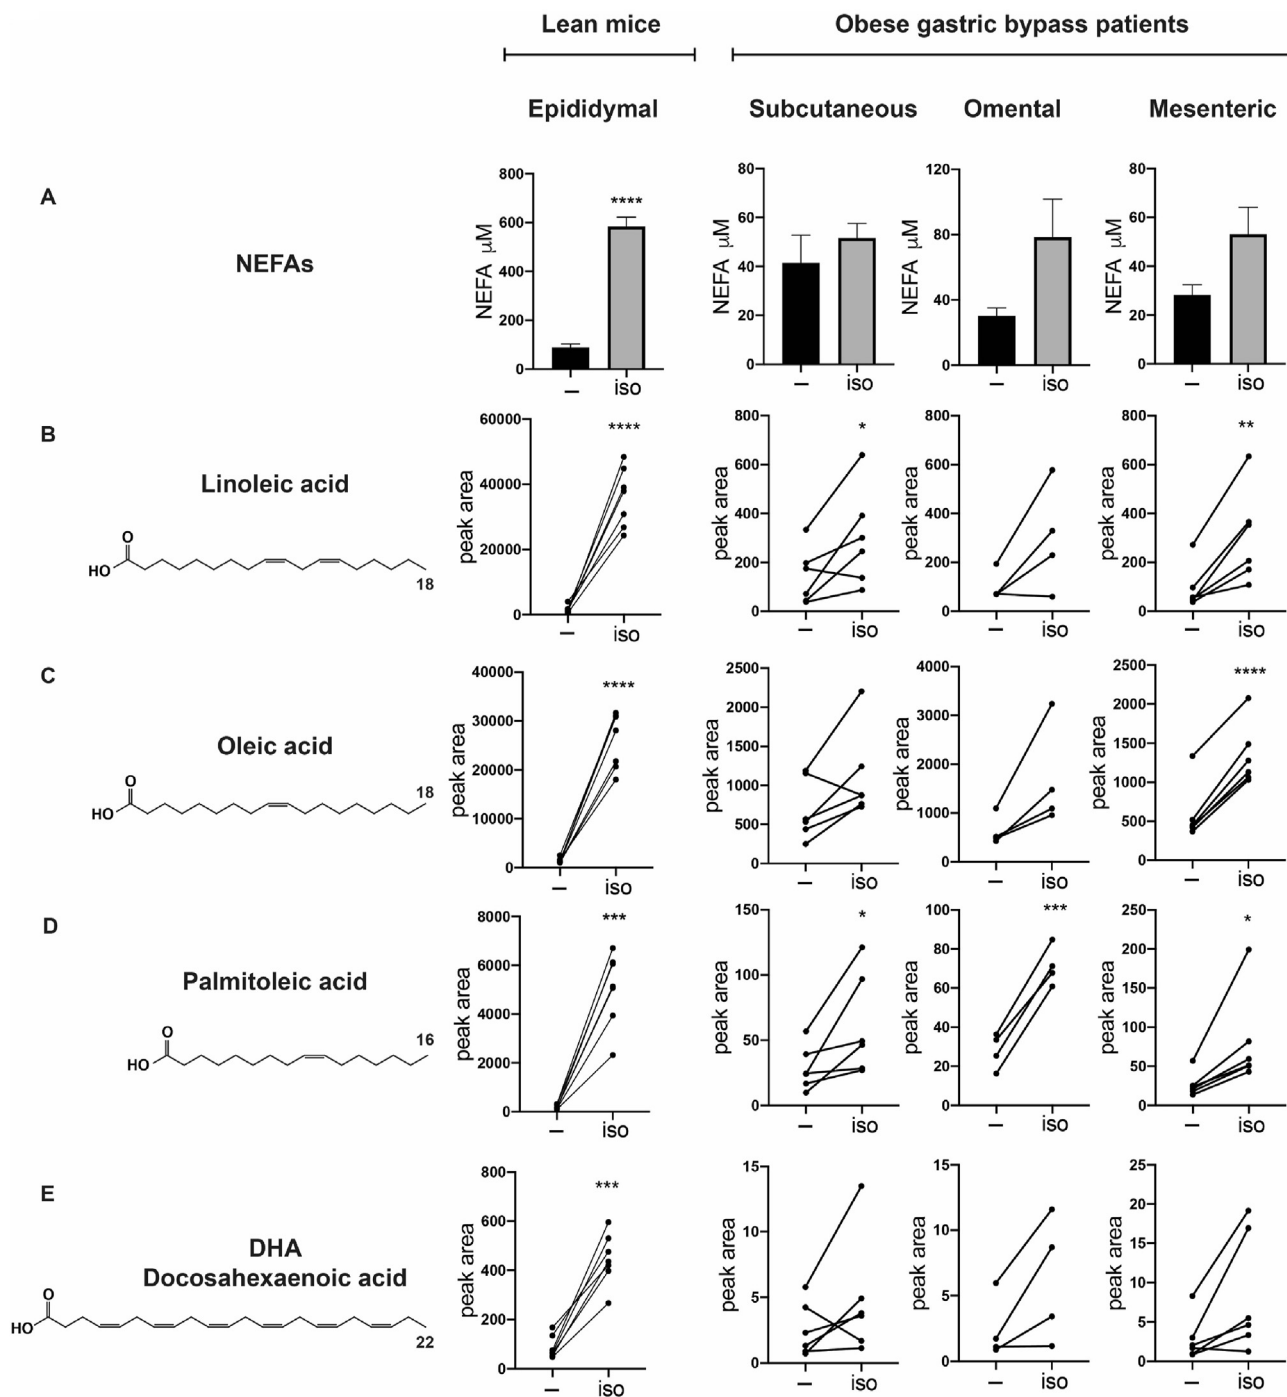 Lean mice
Obese gastric bypass patients
Epididymal
Subcutaneous
Omental
Mesenteric
A
NEFAs
800
600
400
200
0
NEFA μM
****
–
iso
80
60
40
20
0
NEFA μM
–
iso
120
80
40
0
NEFA μM
–
iso
80
60
40
20
0
NEFA μM
–
iso
B
Linoleic acid
O
HO
18
60000
40000
20000
0
peak area
****
–
iso
800
600
400
200
0
peak area
*
–
iso
800
600
400
200
0
peak area
–
iso
800
600
400
200
0
peak area
**
–
iso
C
Oleic acid
O
HO
18
40000
30000
20000
10000
0
peak area
****
–
iso
2500
2000
1500
1000
500
0
peak area
–
iso
4000
3000
2000
1000
0
peak area
–
iso
2500
2000
1500
1000
500
0
peak area
****
–
iso
D
Palmitoleic acid
O
HO
16
8000
6000
4000
2000
0
peak area
***
–
iso
150
100
50
0
peak area
*
–
iso
100
80
60
40
20
0
peak area
***
–
iso
250
200
150
100
50
0
peak area
*
–
iso
E
DHA
Docosahexaenoic acid
O
HO
22
800
600
400
200
0
peak area
***
–
iso
15
10
5
0
peak area
–
iso
15
10
5
0
peak area
–
iso
25
20
15
10
5
0
peak area
–
iso